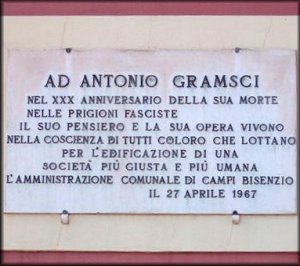 AD ANTONIO GRAMSCI
NEL XXX ANNIVERSARIO DELLA SUA MORTE
NELLE PRIGIONI FASCISTE
IL SUO PENSIERO E LA SUA OPERA VIVONO
NELLA COSCIENZA DI TUTTI COLORO CHE LOTTANO
PER L'EDIFICAZIONE DI UNA
SOCIETÀ PIÙ GIUSTA E PIÙ UMANA
L'AMMINISTRAZIONE COMUNALE DI CAMPI BISENZIO
IL 27 APRILE 1967